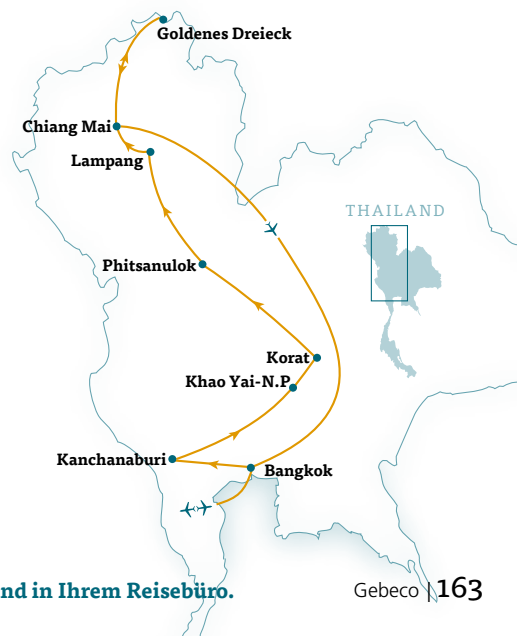 Goldenes Dreieck
Chiang Mai
Lampang
THAILAND
Phitsanulok
Korat
Khao Yai-N.P.
Kanchanaburi
Bangkok
nd in Ihrem Reisebüro.
Gebeco | 163